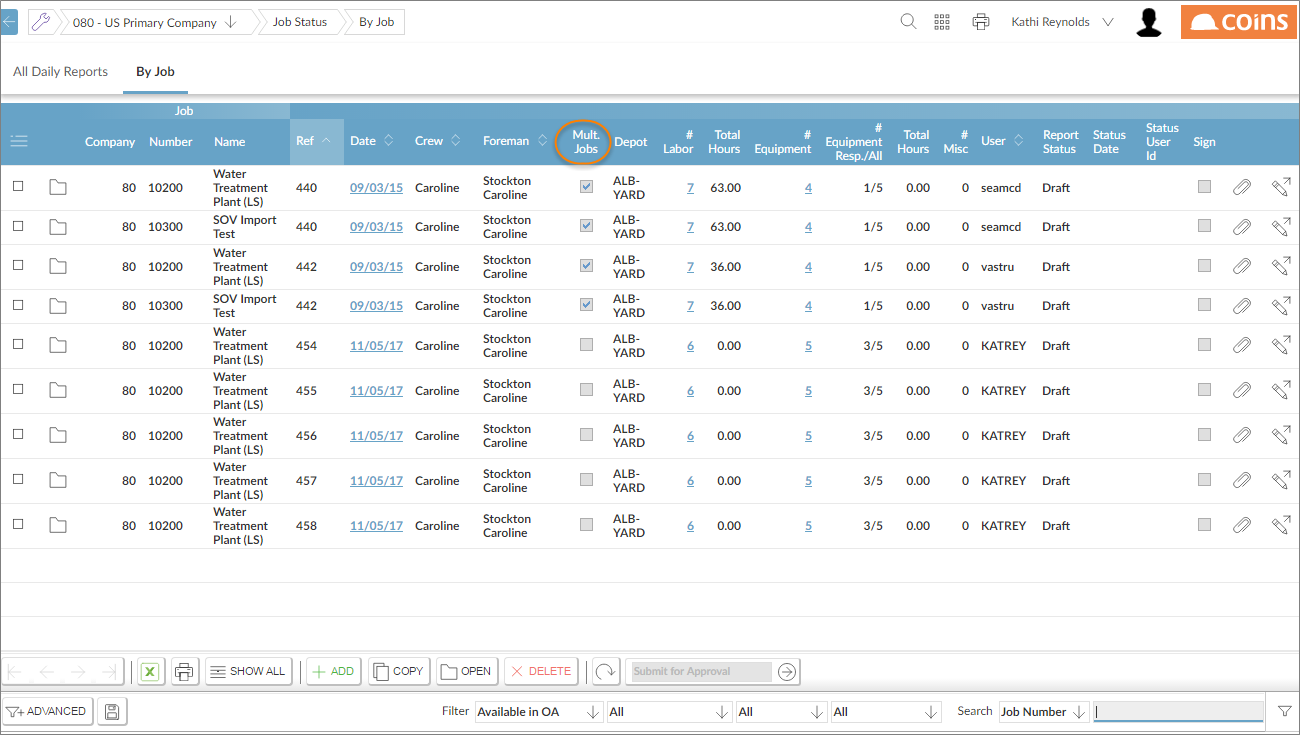 080 - US Primary Company Job Status By Job Kathi Reynolds coins
All Daily Reports By Job
Job
Company Number Name Ref Date Crew Foreman Mult. Jobs Depot # Labor Total Hours # Equipment # Equipment Resp./All Total Hours # Misc User Report Status Status Date Status User Id Sign
80 10200 Water Treatment Plant (LS) 440 09/03/15 Caroline Stockton Caroline ALB-YARD 7 63.00 4 1/5 0.00 0 seamcd Draft
80 10300 SOV Import Test 440 09/03/15 Caroline Stockton Caroline ALB-YARD 7 63.00 4 1/5 0.00 0 seamcd Draft
80 10200 Water Treatment Plant (LS) 442 09/03/15 Caroline Stockton Caroline ALB-YARD 7 36.00 4 1/5 0.00 0 vastru Draft
80 10300 SOV Import Test 442 09/03/15 Caroline Stockton Caroline ALB-YARD 7 36.00 4 1/5 0.00 0 vastru Draft
80 10200 Water Treatment Plant (LS) 454 11/05/17 Caroline Stockton Caroline ALB-YARD 6 0.00 5 3/5 0.00 0 KATREY Draft
80 10200 Water Treatment Plant (LS) 455 11/05/17 Caroline Stockton Caroline ALB-YARD 6 0.00 5 3/5 0.00 0 KATREY Draft
80 10200 Water Treatment Plant (LS) 456 11/05/17 Caroline Stockton Caroline ALB-YARD 6 0.00 5 3/5 0.00 0 KATREY Draft
80 10200 Water Treatment Plant (LS) 457 11/05/17 Caroline Stockton Caroline ALB-YARD 6 0.00 5 3/5 0.00 0 KATREY Draft
80 10200 Water Treatment Plant (LS) 458 11/05/17 Caroline Stockton Caroline ALB-YARD 6 0.00 5 3/5 0.00 0 KATREY Draft
X SHOW ALL ADD COPY OPEN DELETE Submit for Approval
ADVANCED Filter Available in OA All All All Search Job Number